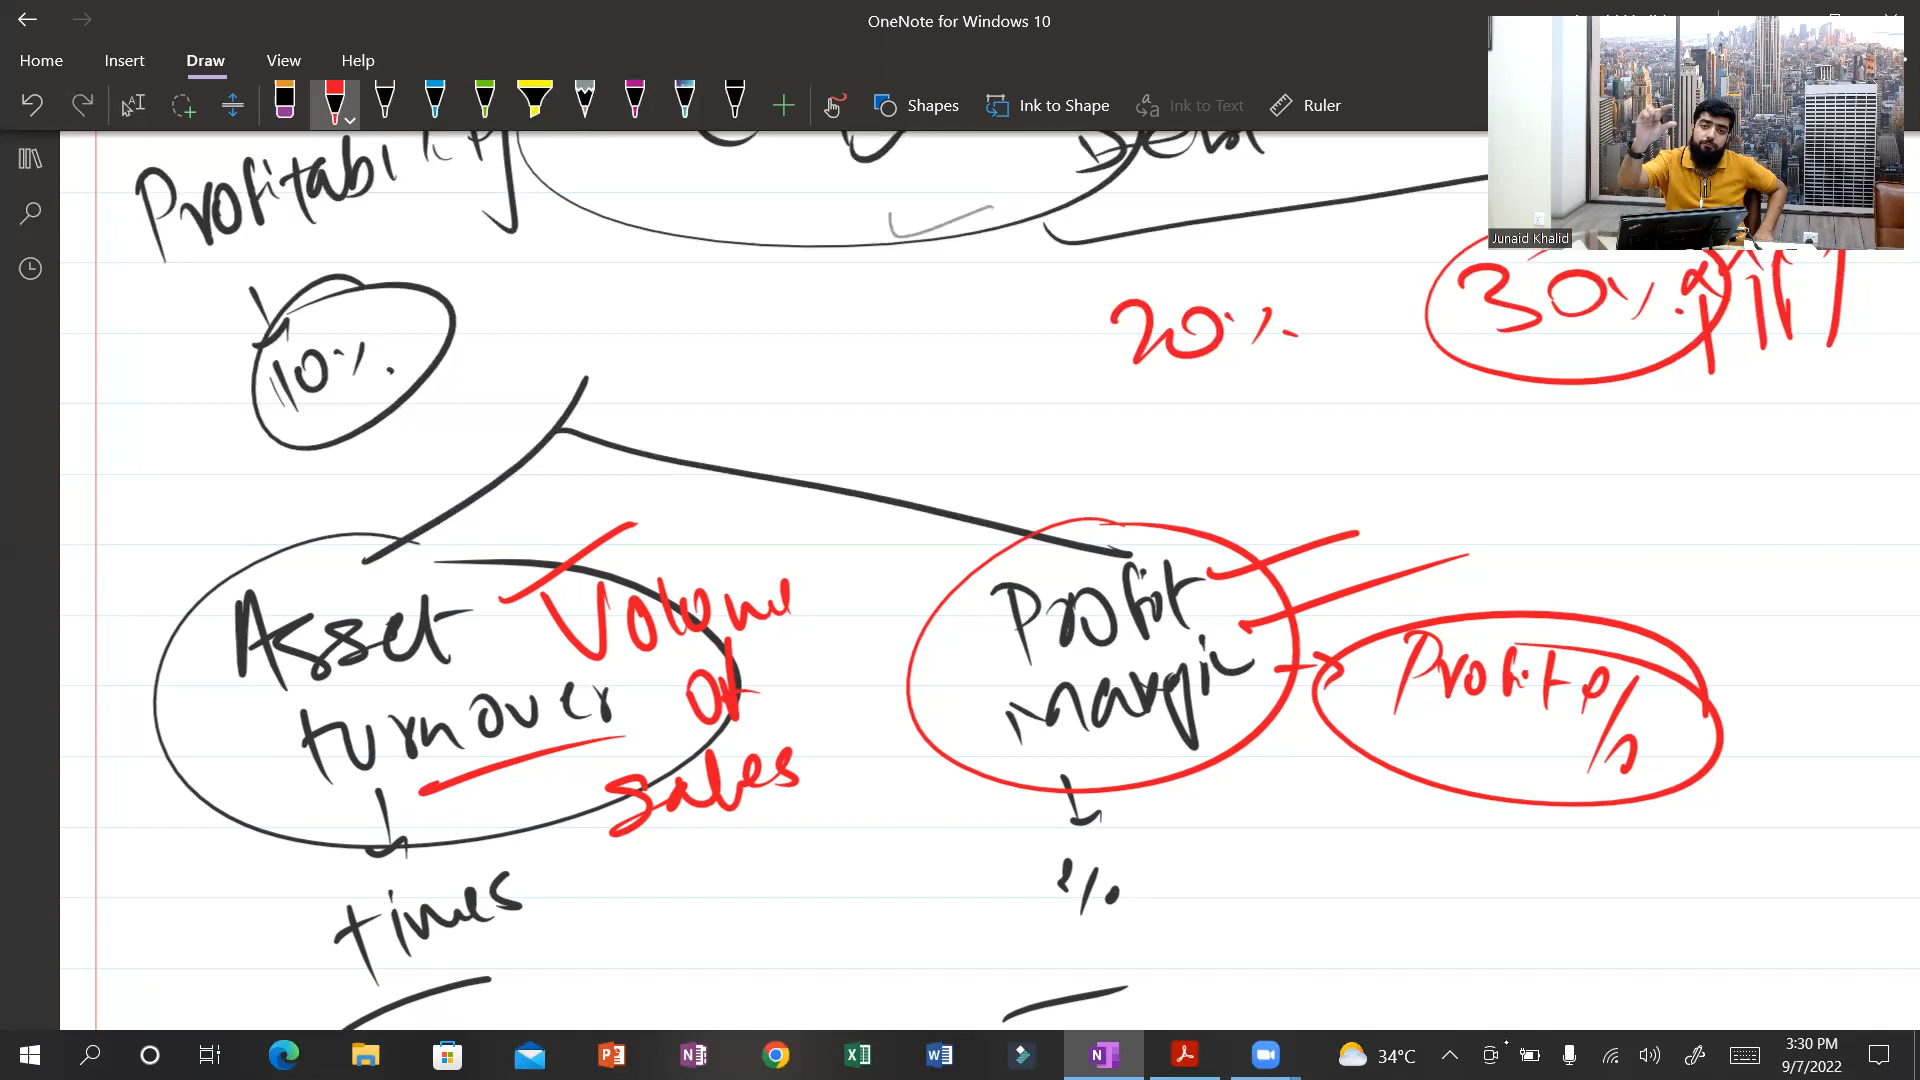 OneNote for Windows 10
Home Insert Draw View Help
Shapes Ink to Shape Ink to Text Ruler
Junaid Khalid
Profitability
10%.
20%
30%
Asset turnover
Volume of sales
Profit margin
Profit p/s
times
%
34°C
3:30 PM
9/7/2022